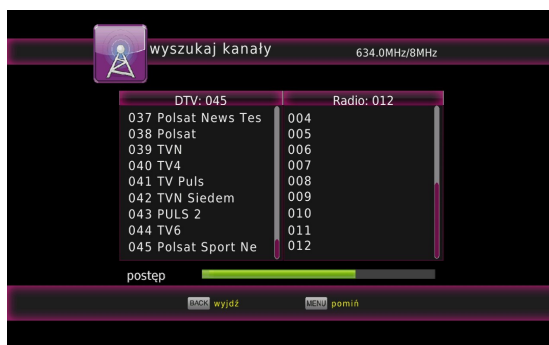 wyszukaj kanały
634.0MHz/8MHz
DTV: 045
Radio: 012
037 Polsat News Tes
038 Polsat
039 TVN
040 TV4
041 TV Puls
042 TVN Siedem
043 PULS 2
044 TV6
045 Polsat Sport Ne
004
005
006
007
008
009
010
011
012
postęp
BACK wyjdź
MENU pomiń